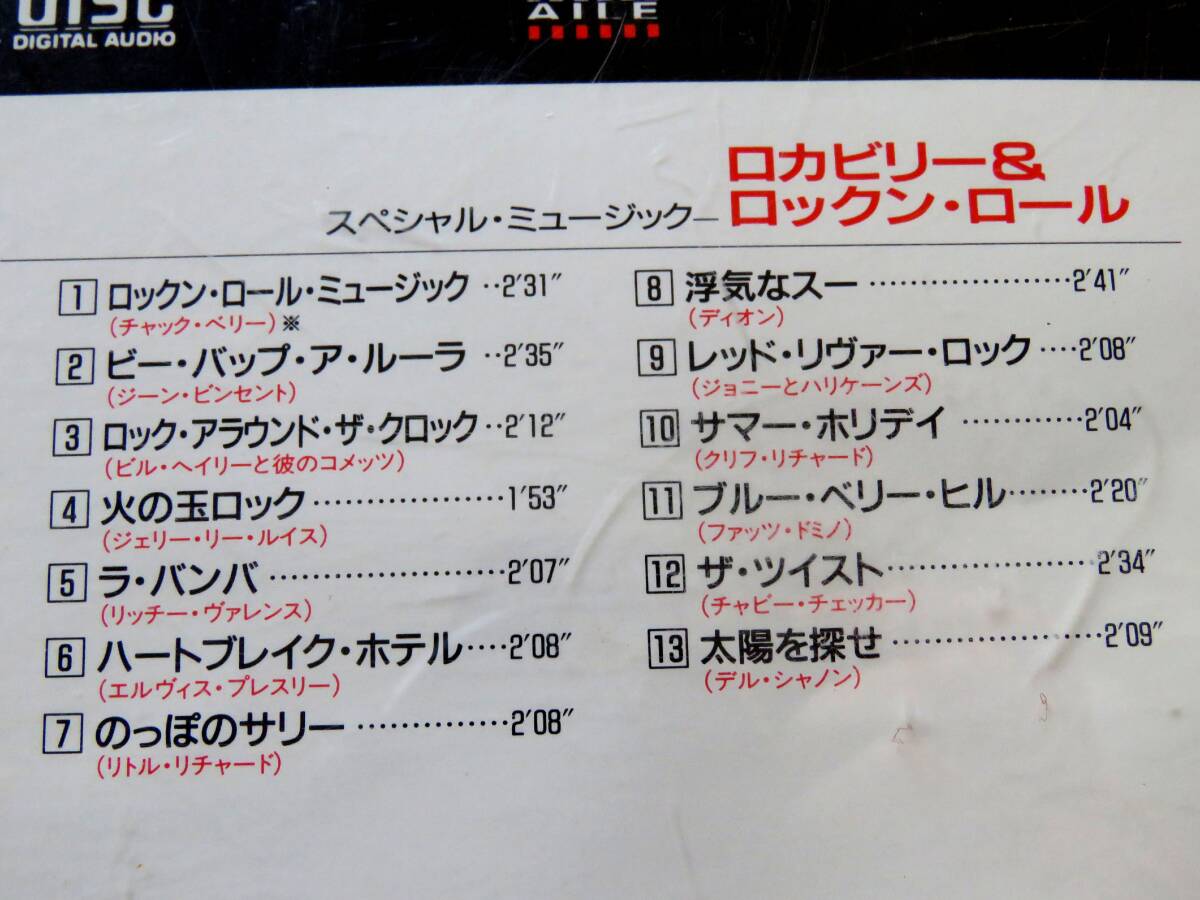 DISC
DIGITAL AUDIO
AILE
ロカビリー&
スペシャル・ミュージック―ロックン・ロール
1 ロックン・ロール・ミュージック ‥2′31″
(チャック・ベリー)※
2 ビー・バップ・ア・ルーラ ‥2′35″
(ジーン・ビンセント)
3 ロック・アラウンド・ザ・クロック‥2′12″
(ビル・ヘイリーと彼のコメッツ)
4 火の玉ロック…………………1′53″
(ジェリー・リー・ルイス)
5 ラ・バンバ……………………2′07″
(リッチー・ヴァレンス)
6 ハートブレイク・ホテル‥‥2′08″
(エルヴィス・プレスリー)
7 のっぽのサリー ……………2′08″
(リトル・リチャード)
8 浮気なスー …………………2′41″
(ディオン)
9 レッド・リヴァー・ロック ‥‥2′08″
(ジョニーとハリケーンズ)
10 サマー・ホリデイ …………2′04″
(クリフ・リチャード)
11 ブルー・ベリー・ヒル………2′20″
(ファッツ・ドミノ)
12 ザ・ツイスト…………………2′34″
(チャビー・チェッカー)
13 太陽を探せ …………………2′09″
(デル・シャノン)